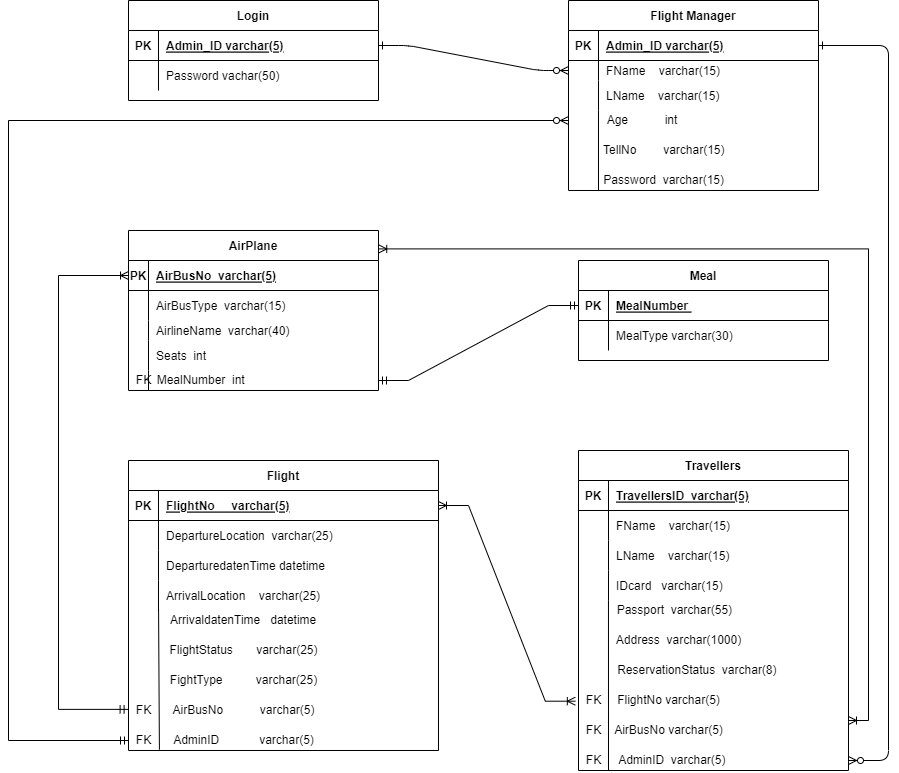 Login
PK Admin_ID varchar(5)
Password vachar(50)
Flight Manager
PK Admin_ID varchar(5)
FName varchar(15)
LName varchar(15)
Age int
TellNo varchar(15)
Password varchar(15)
AirPlane
PK AirBusNo varchar(5)
AirBusType varchar(15)
AirlineName varchar(40)
Seats int
FK MealNumber int
Meal
PK MealNumber
MealType varchar(30)
Flight
PK FlightNo varchar(5)
DepartureLocation varchar(25)
DeparturedatenTime datetime
ArrivalLocation varchar(25)
ArrivaldatenTime datetime
FlightStatus varchar(25)
FightType varchar(25)
FK AirBusNo varchar(5)
FK AdminID varchar(5)
Travellers
PK TravellersID varchar(5)
FName varchar(15)
LName varchar(15)
IDcard varchar(15)
Passport varchar(55)
Address varchar(1000)
ReservationStatus varchar(8)
FK FlightNo varchar(5)
FK AirBusNo varchar(5)
FK AdminID varchar(5)